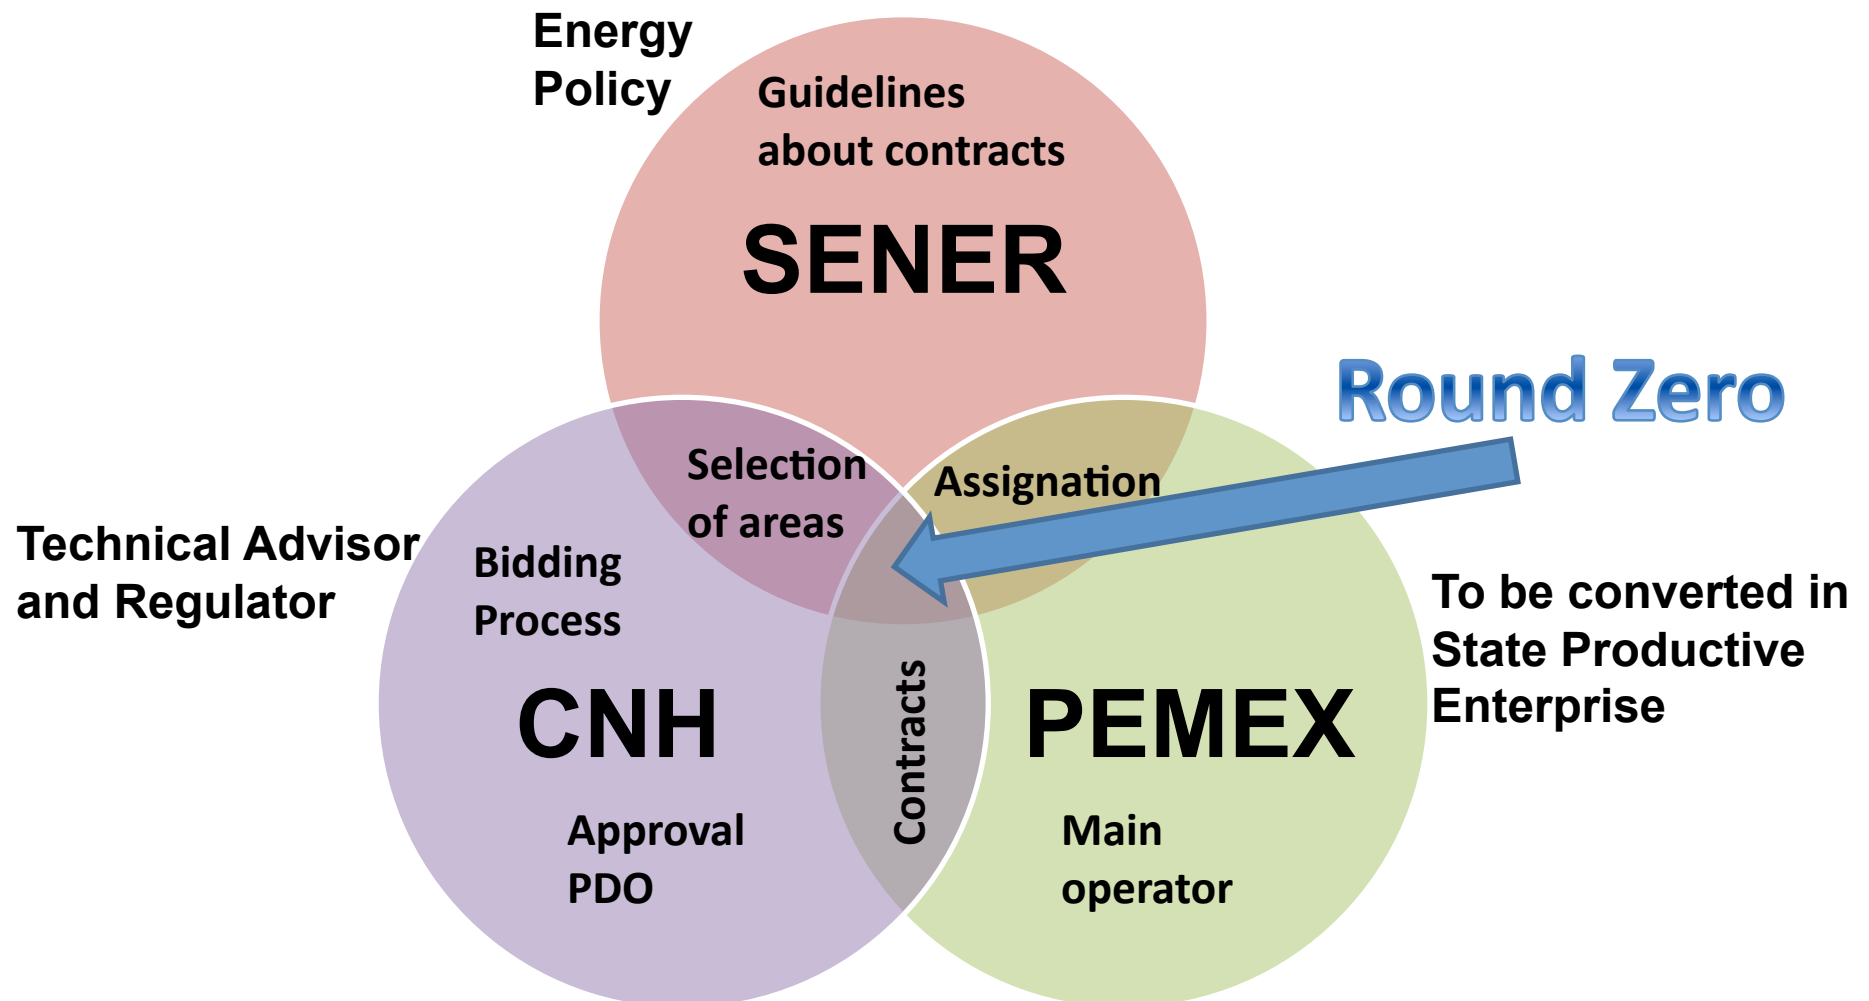 Energy
Policy
Guidelines
about contracts
SENER
Round Zero
Selection
of areas
Assignation
Technical Advisor
and Regulator
Bidding
Process
To be converted in
State Productive
Enterprise
CNH
Contracts
PEMEX
Approval
PDO
Main
operator